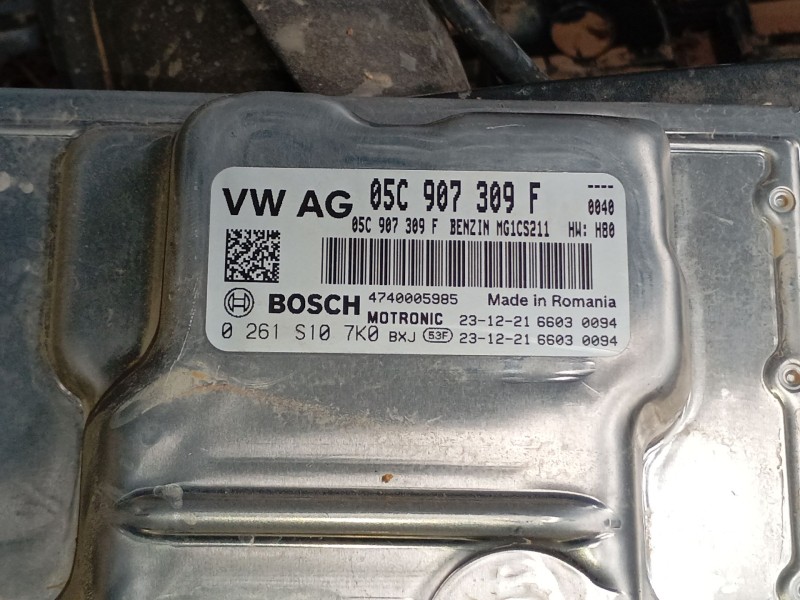 VW AG 05C 907 309 F ----
0040
05C 907 309 F BENZIN MG1CS211 HW: H80
BOSCH 4740005985 Made in Romania
MOTRONIC 23-12-21 6603 0094
0 261 S10 7K0 BXJ 53F 23-12-21 6603 0094